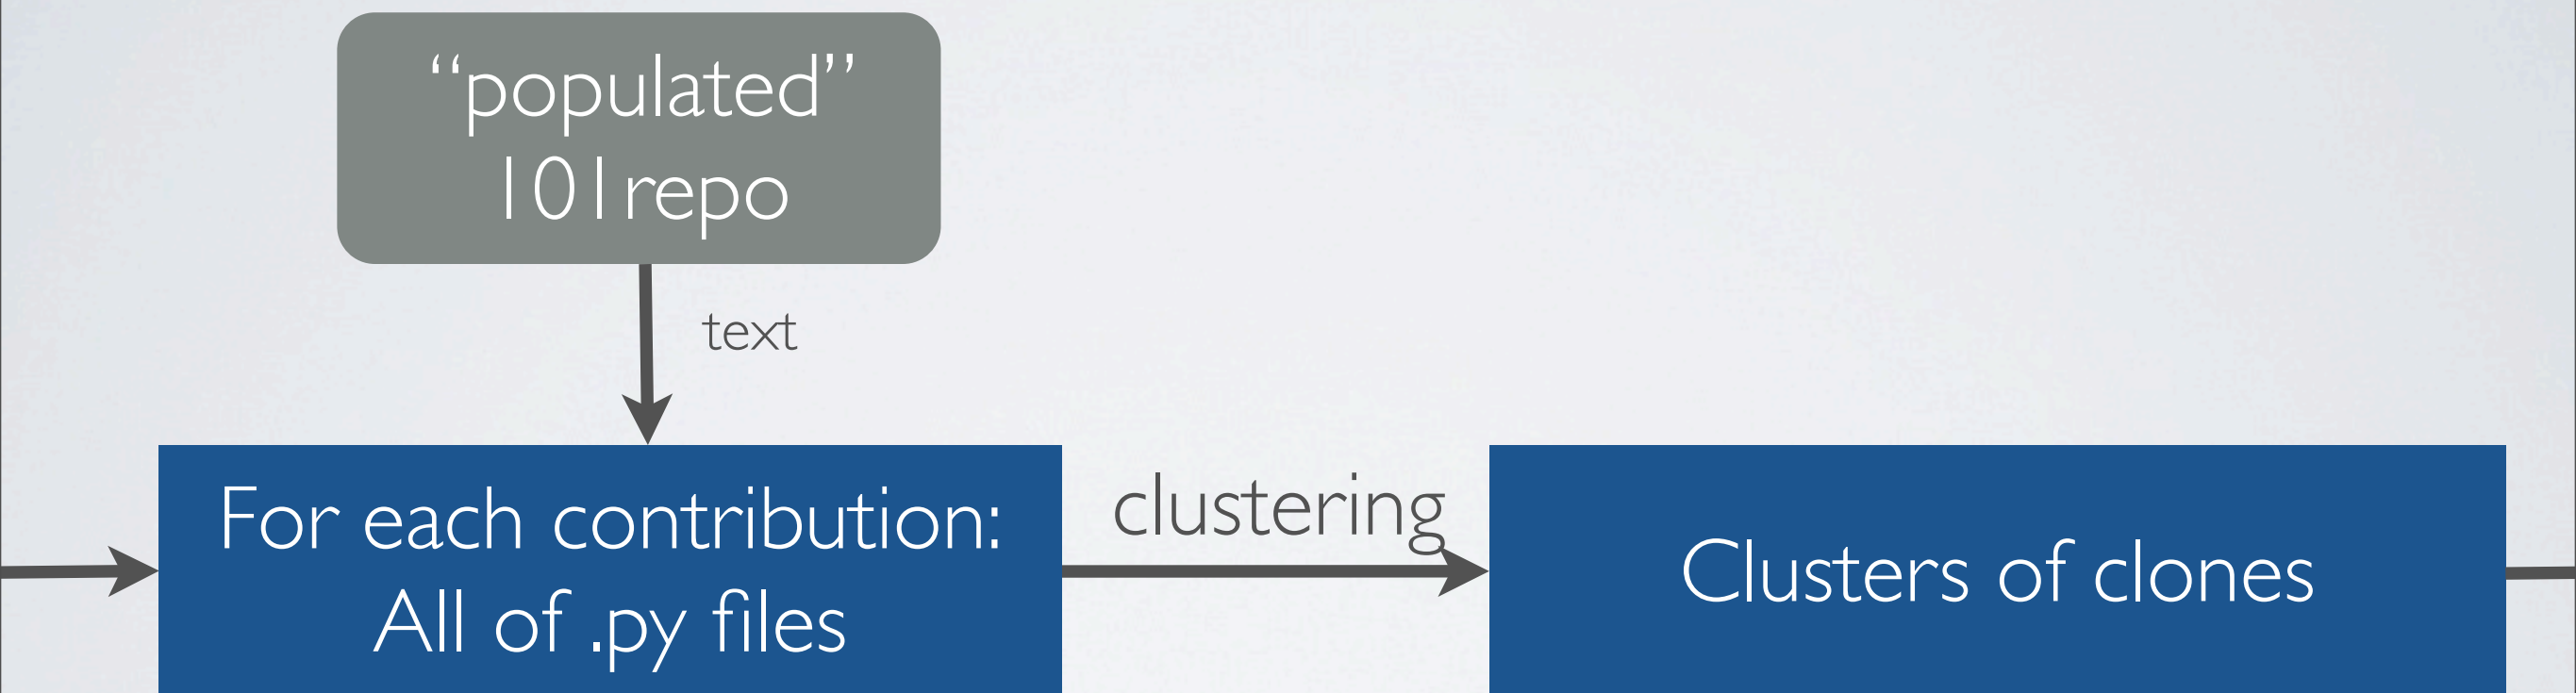 “populated”
101repo
text
For each contribution:
All of .py files
clustering
Clusters of clones